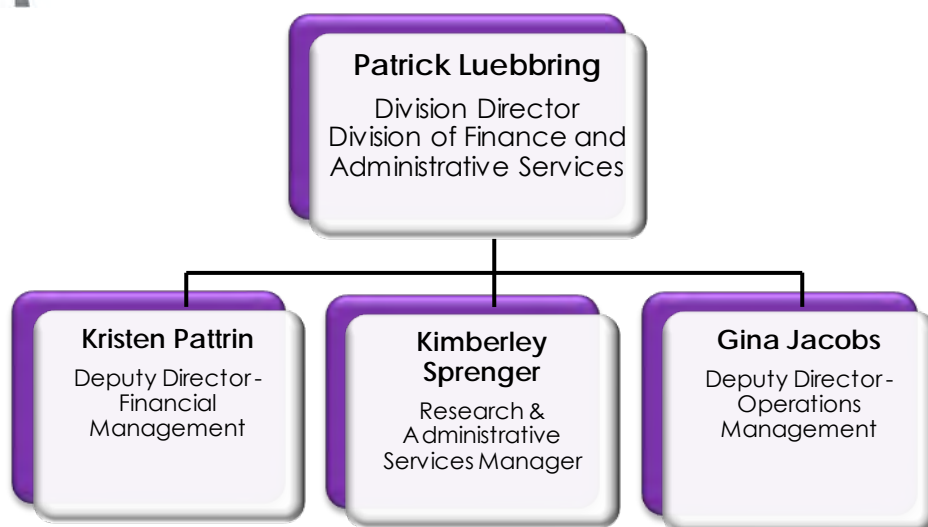 Patrick Luebbring
Division Director
Division of Finance and
Administrative Services
Kristen Pattrin
Deputy Director-
Financial
Management
Kimberley
Sprenger
Research &
Administrative
Services Manager
Gina Jacobs
Deputy Director-
Operations
Management